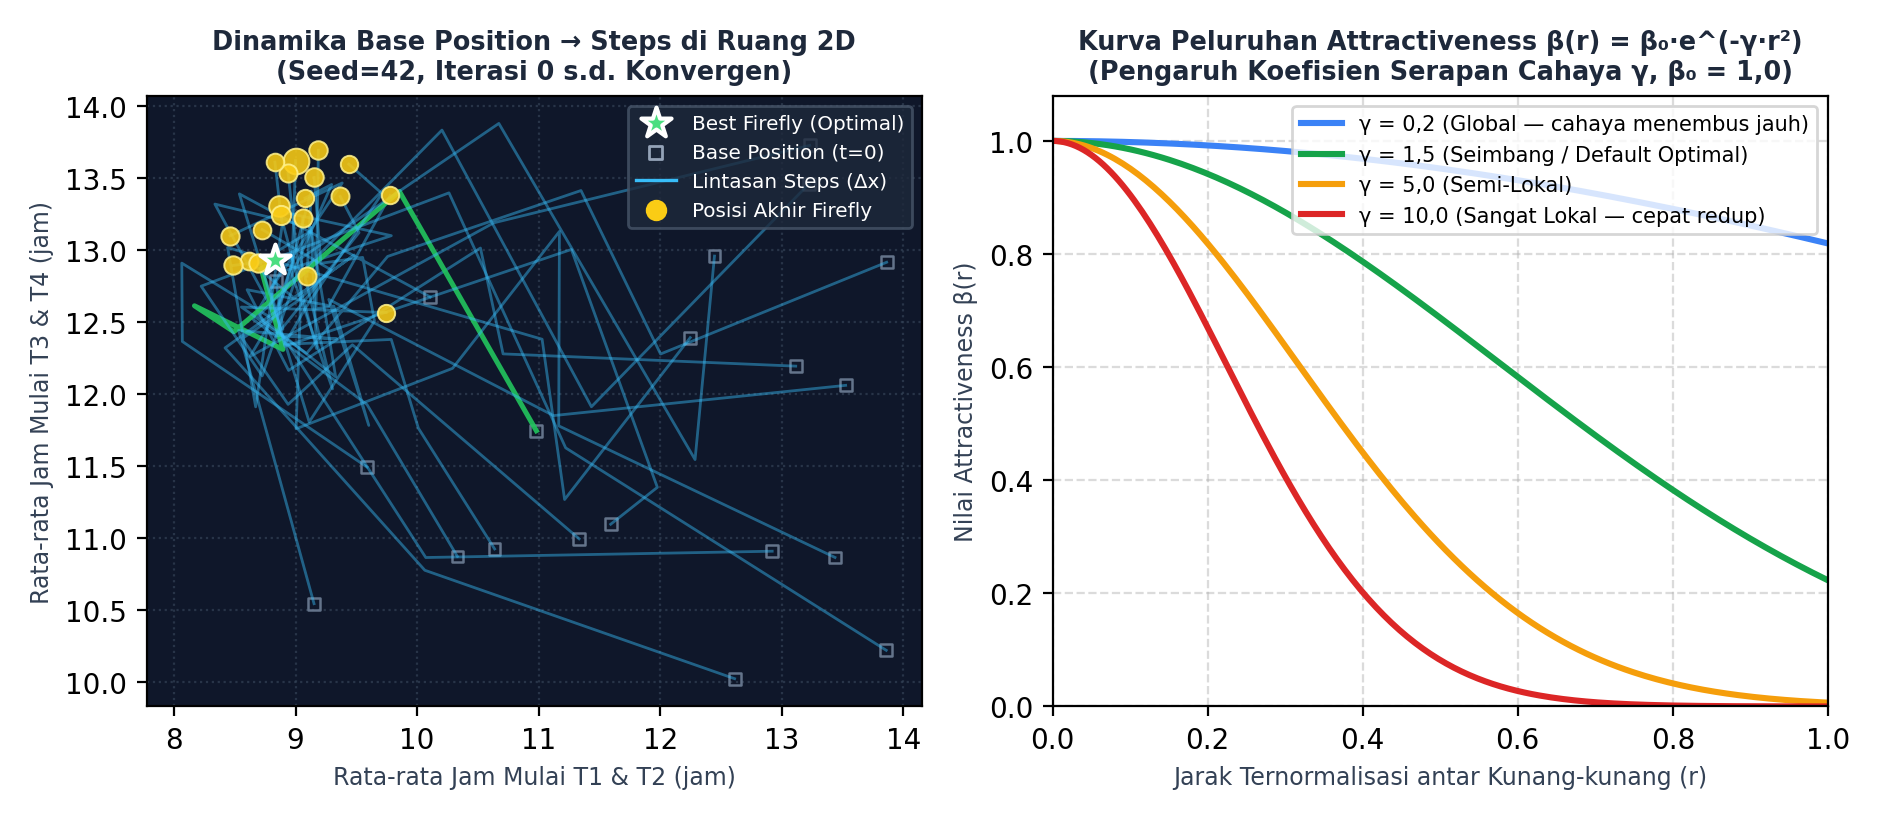 Dinamika Base Position → Steps di Ruang 2D
(Seed=42, Iterasi 0 s.d. Konvergen)
Best Firefly (Optimal)
Base Position (t=0)
Lintasan Steps (Δx)
Posisi Akhir Firefly
Rata-rata Jam Mulai T3 & T4 (jam)
14.0
13.5
13.0
12.5
12.0
11.5
11.0
10.5
10.0
8 9 10 11 12 13 14
Rata-rata Jam Mulai T1 & T2 (jam)
Kurva Peluruhan Attractiveness β(r) = β₀·e^(-γ·r²)
(Pengaruh Koefisien Serapan Cahaya γ, β₀ = 1,0)
γ = 0,2 (Global — cahaya menembus jauh)
γ = 1,5 (Seimbang / Default Optimal)
γ = 5,0 (Semi-Lokal)
γ = 10,0 (Sangat Lokal — cepat redup)
Nilai Attractiveness β(r)
1.0
0.8
0.6
0.4
0.2
0.0
0.0 0.2 0.4 0.6 0.8 1.0
Jarak Ternormalisasi antar Kunang-kunang (r)